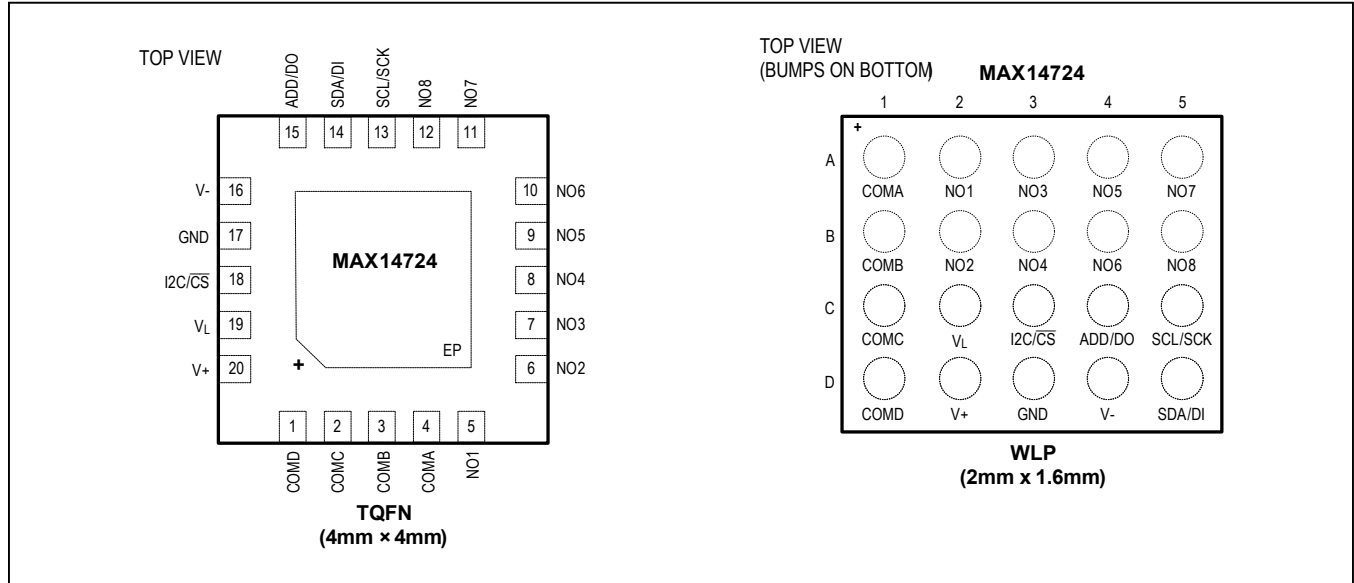 TOP VIEW
ADD/DO
SDA/DI
SCL/SCK
NO8
NO7
15 14 13 12 11
V- 16
GND 17
I2C/C̅S̅ 18
VL 19
V+ 20
10 NO6
9 NO5
8 NO4
7 NO3
6 NO2
MAX14724
EP
+
1 2 3 4 5
COMD
COMC
COMB
COMA
NO1
TQFN
(4mm × 4mm)
TOP VIEW
(BUMPS ON BOTTOM)
MAX14724
1 2 3 4 5
+
A
COMA NO1 NO3 NO5 NO7
B
COMB NO2 NO4 NO6 NO8
C
COMC VL I2C/C̅S̅ ADD/DO SCL/SCK
D
COMD V+ GND V- SDA/DI
WLP
(2mm x 1.6mm)